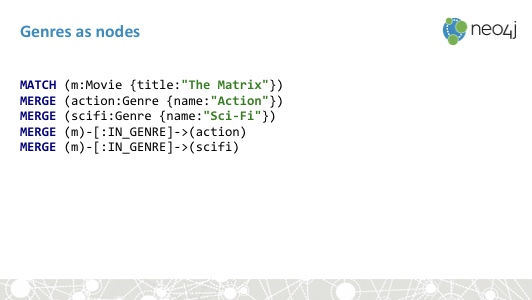 Genres as nodes
neo4j
MATCH (m:Movie {title:"The Matrix"})
MERGE (action:Genre {name:"Action"})
MERGE (scifi:Genre {name:"Sci-Fi"})
MERGE (m)-[:IN_GENRE]->(action)
MERGE (m)-[:IN_GENRE]->(scifi)